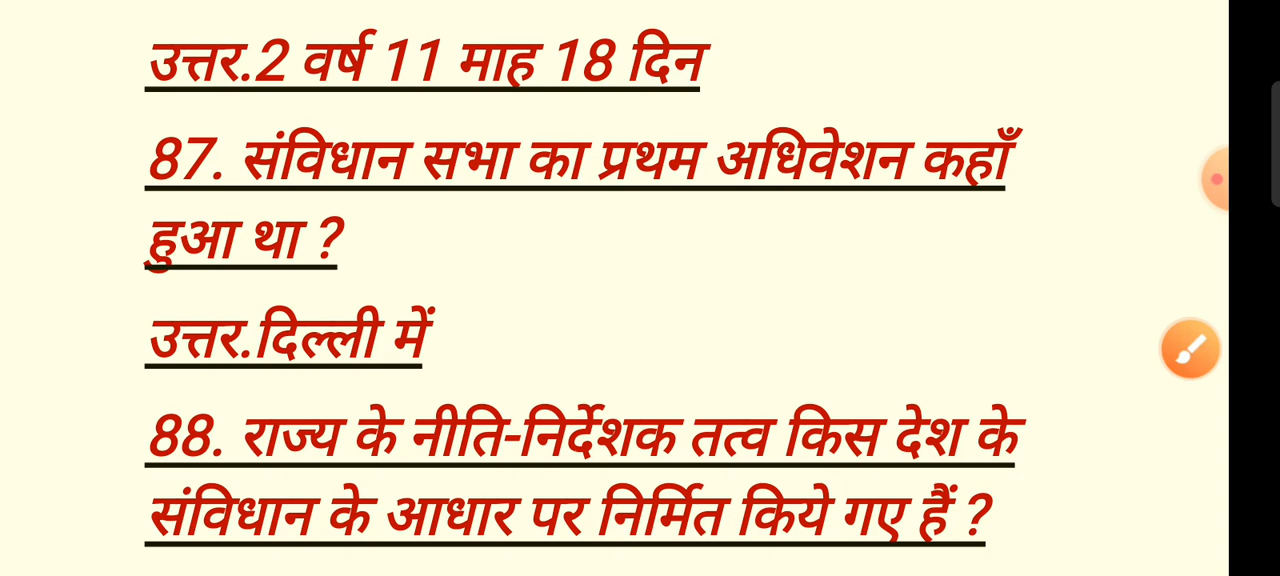 उत्तर.2 वर्ष 11 माह 18 दिन
87. संविधान सभा का प्रथम अधिवेशन कहाँ
हुआ था ?
उत्तर.दिल्ली में
88. राज्य के नीति-निर्देशक तत्व किस देश के
संविधान के आधार पर निर्मित किये गए हैं ?